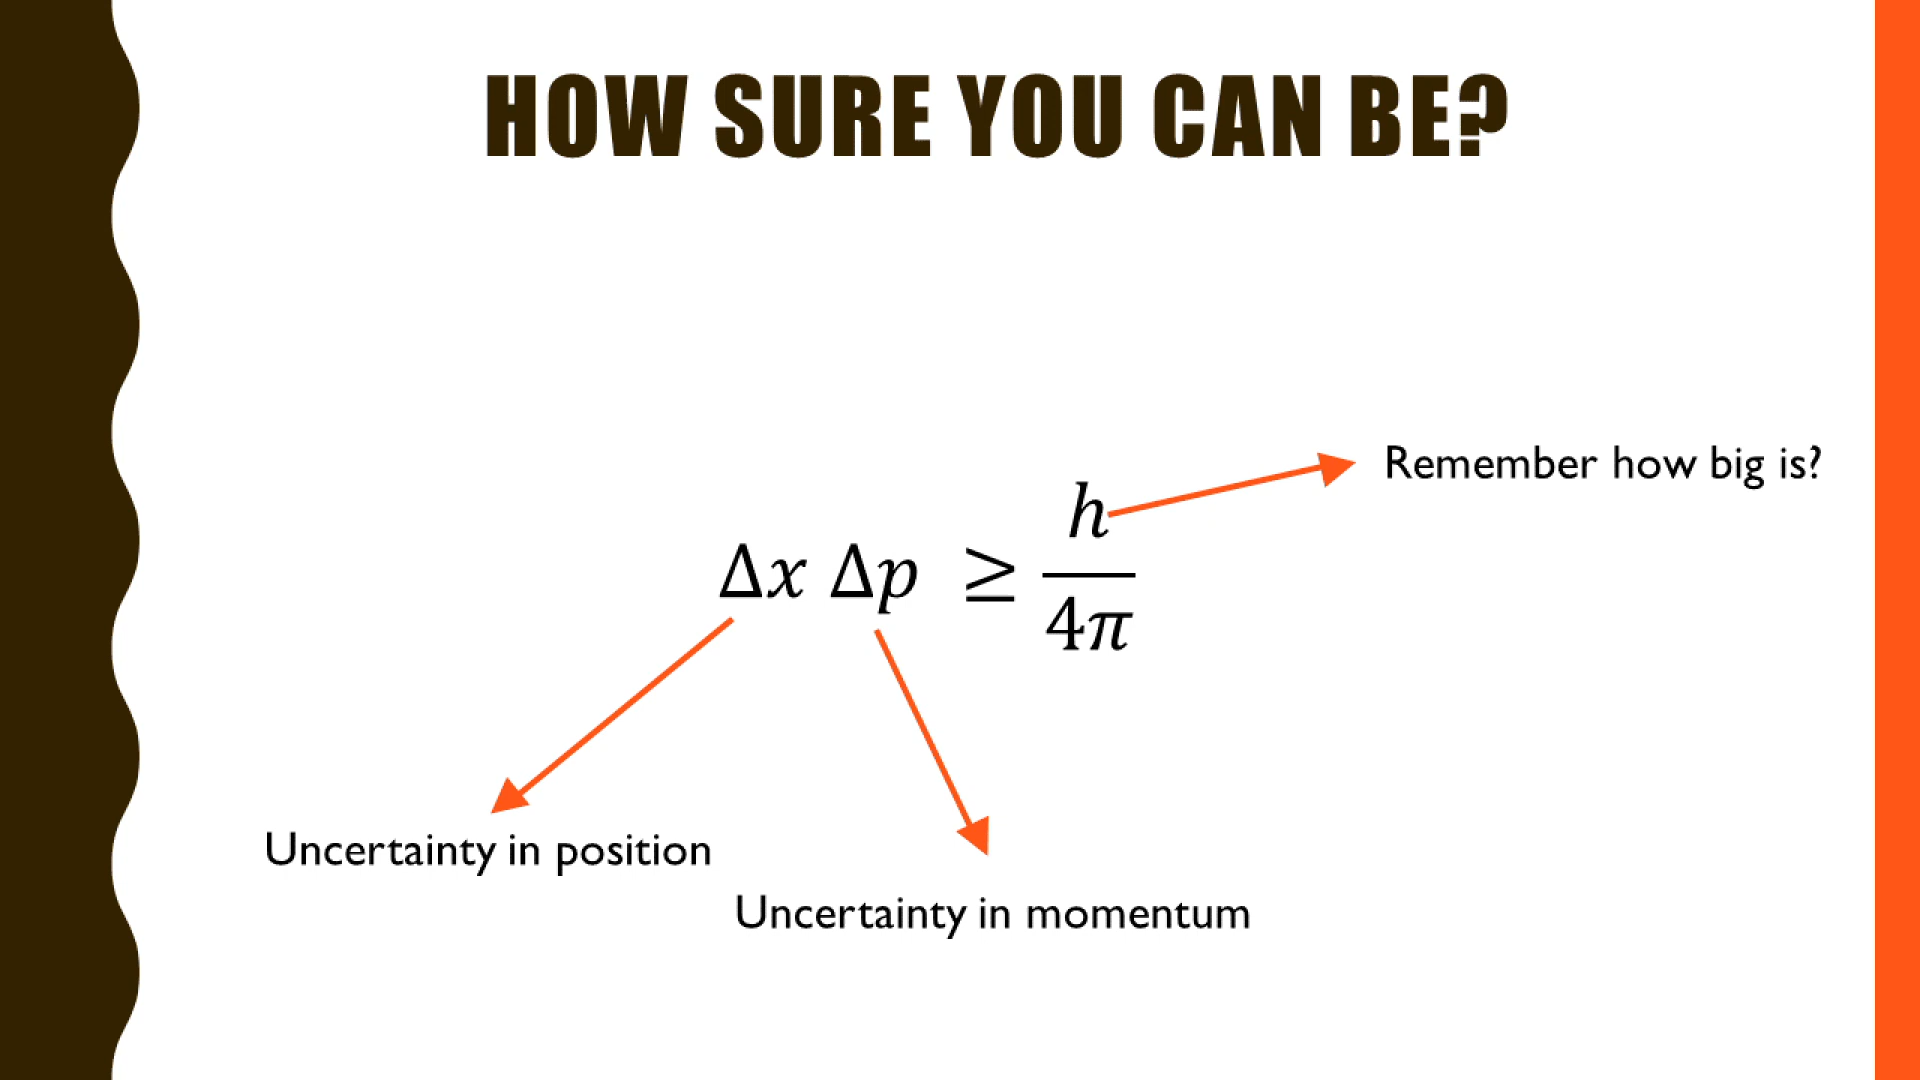 HOW SURE YOU CAN BE?
Remember how big is?
Δx Δp ≥ h/4π
Uncertainty in position
Uncertainty in momentum